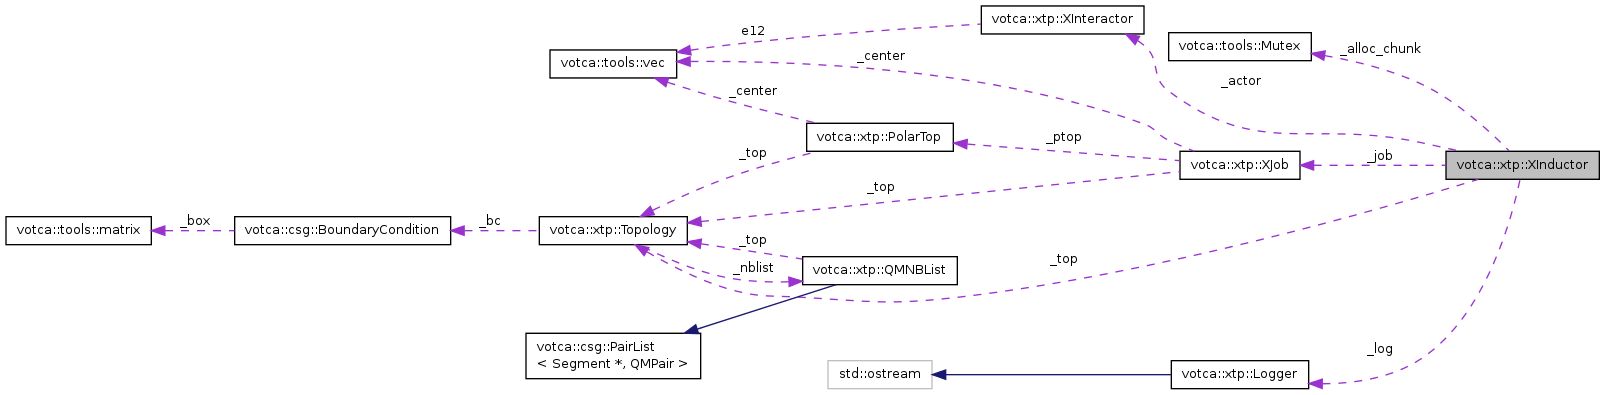 votca::xtp::XInteractor
e12
votca::tools::Mutex
_alloc_chunk
votca::tools::vec
_center
_actor
_center
votca::xtp::PolarTop
_ptop
_top
votca::xtp::XJob
_job
votca::xtp::XInductor
_top
votca::tools::matrix
_box
votca::csg::BoundaryCondition
_bc
votca::xtp::Topology
_top
_nblist
votca::xtp::QMNBList
_top
votca::csg::PairList
< Segment *, QMPair >
_log
std::ostream
votca::xtp::Logger